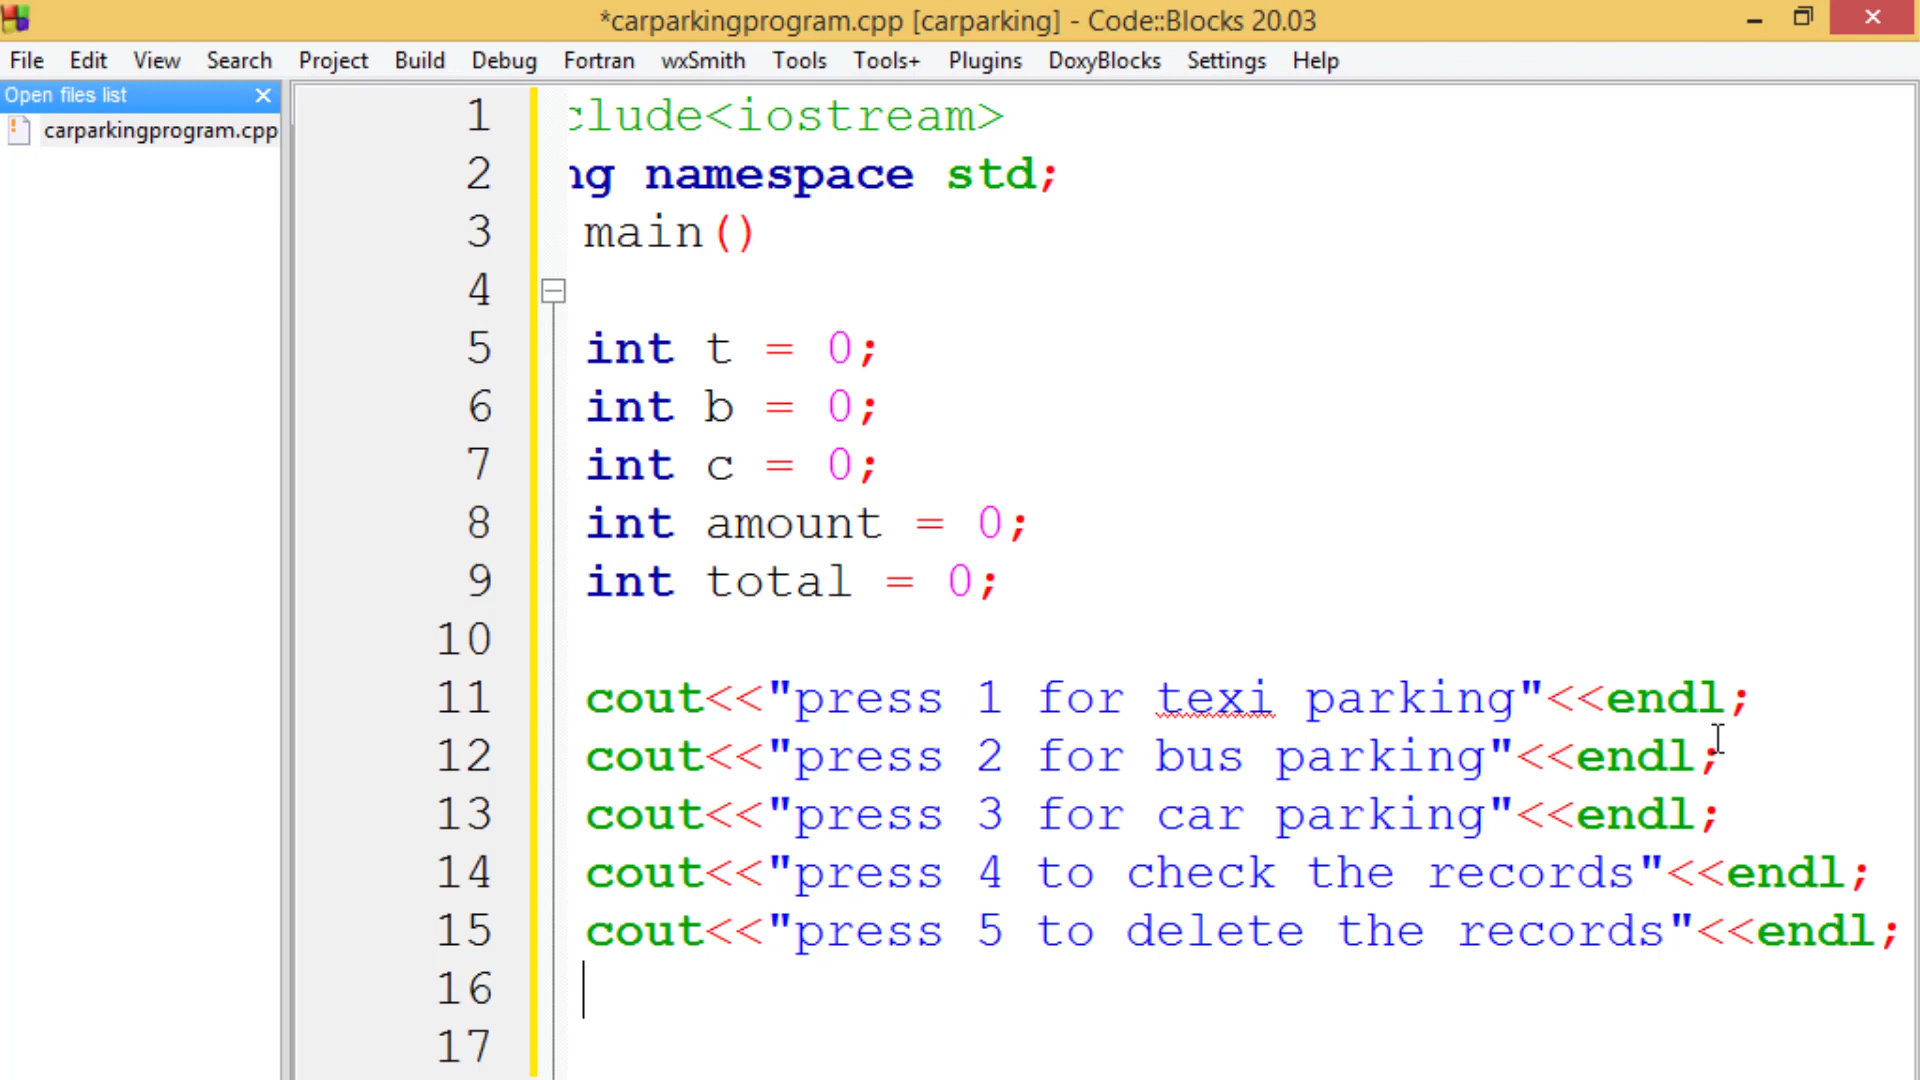 *carparkingprogram.cpp [carparking] - Code::Blocks 20.03
File Edit View Search Project Build Debug Fortran wxSmith Tools Tools+ Plugins DoxyBlocks Settings Help
Open files list
carparkingprogram.cpp
1 clude<iostream>
2 ng namespace std;
3 main()
4
5 int t = 0;
6 int b = 0;
7 int c = 0;
8 int amount = 0;
9 int total = 0;
10
11 cout<<"press 1 for texi parking"<<endl;
12 cout<<"press 2 for bus parking"<<endl;
13 cout<<"press 3 for car parking"<<endl;
14 cout<<"press 4 to check the records"<<endl;
15 cout<<"press 5 to delete the records"<<endl;
16
17